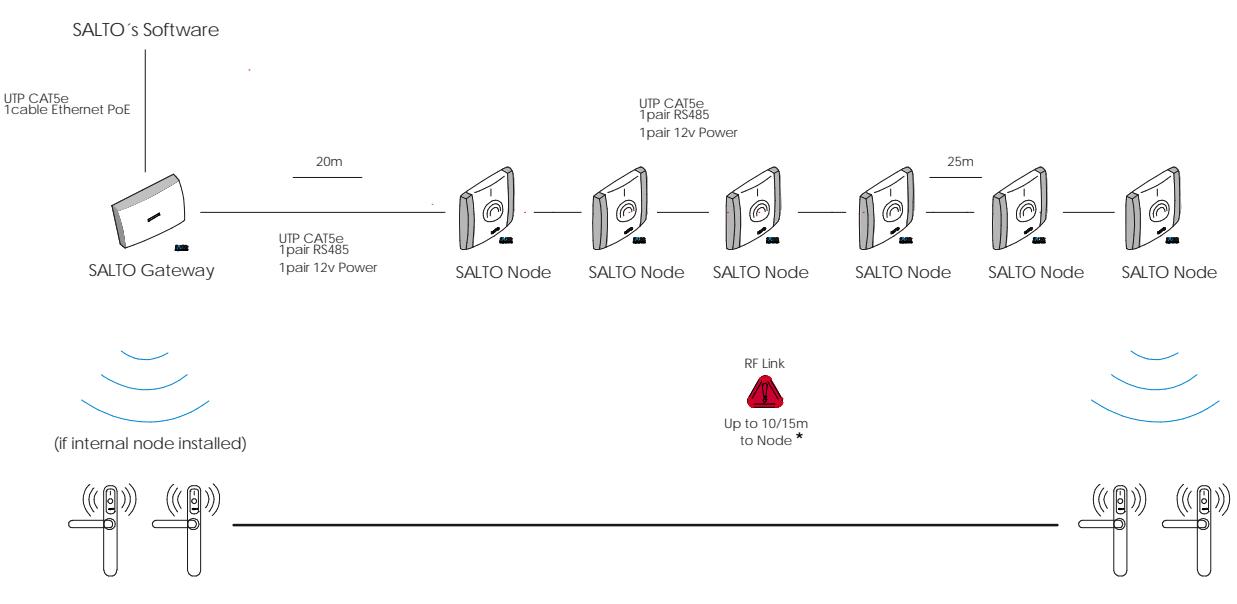 SALTO´s Software
UTP CAT5e
1cable Ethernet PoE
UTP CAT5e
1pair RS485
1pair 12v Power
20m
25m
UTP CAT5e
1pair RS485
1pair 12v Power
SALTO Gateway
SALTO Node
SALTO Node
SALTO Node
SALTO Node
SALTO Node
SALTO Node
RF Link
Up to 10/15m
to Node *
(if internal node installed)